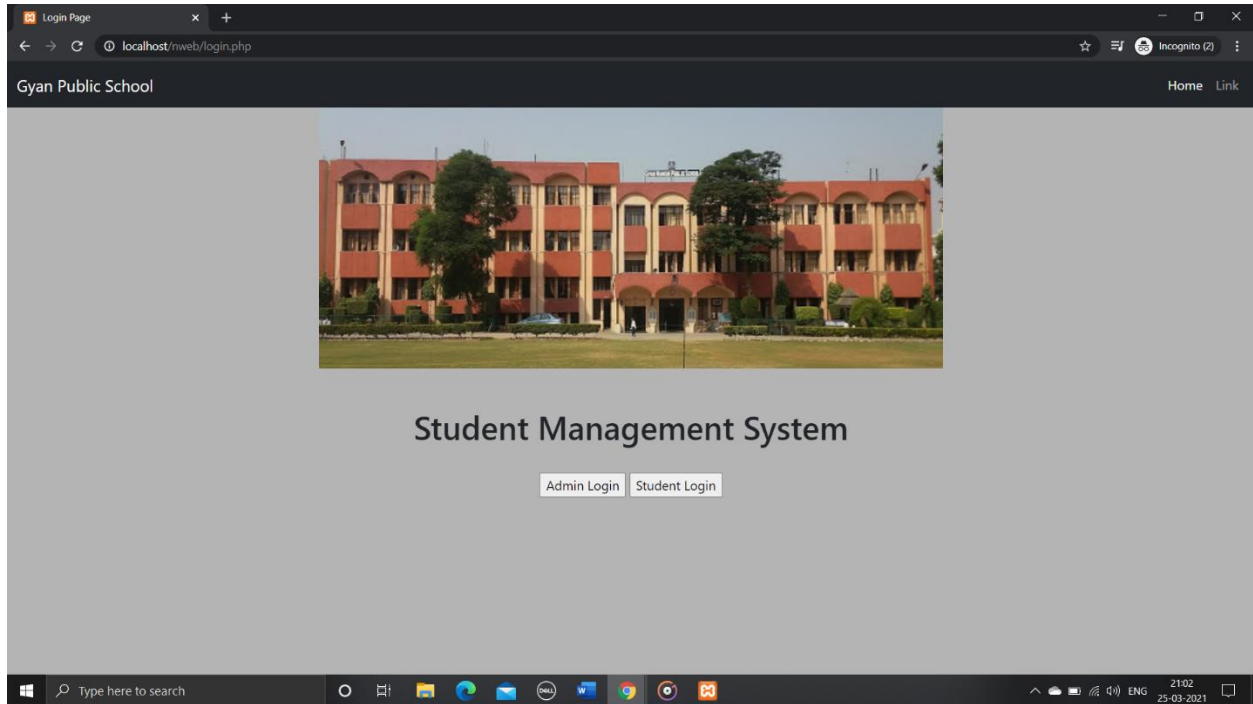 Login Page
localhost/nweb/login.php
Incognito (2)
Gyan Public School
Home Link
Student Management System
Admin Login Student Login
Type here to search
DELL
W
ENG
21:02
25-03-2021